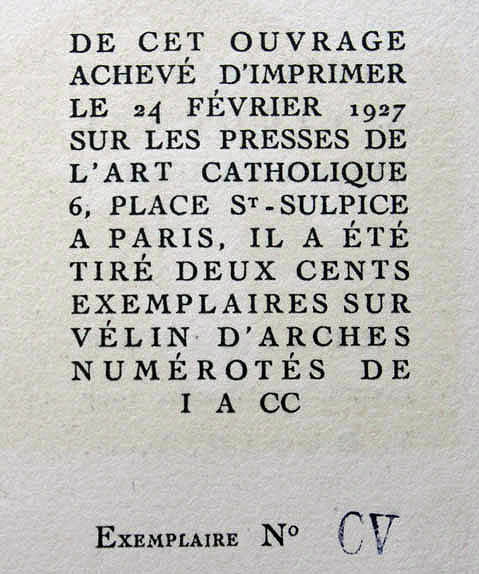 DE CET OUVRAGE
ACHEVÉ D'IMPRIMER
LE 24 FÉVRIER 1927
SUR LES PRESSES DE
L'ART CATHOLIQUE
6, PLACE Sᵀ-SULPICE
A PARIS, IL A ÉTÉ
TIRÉ DEUX CENTS
EXEMPLAIRES SUR
VÉLIN D'ARCHES
NUMÉROTÉS DE
I A CC
EXEMPLAIRE Nº CV